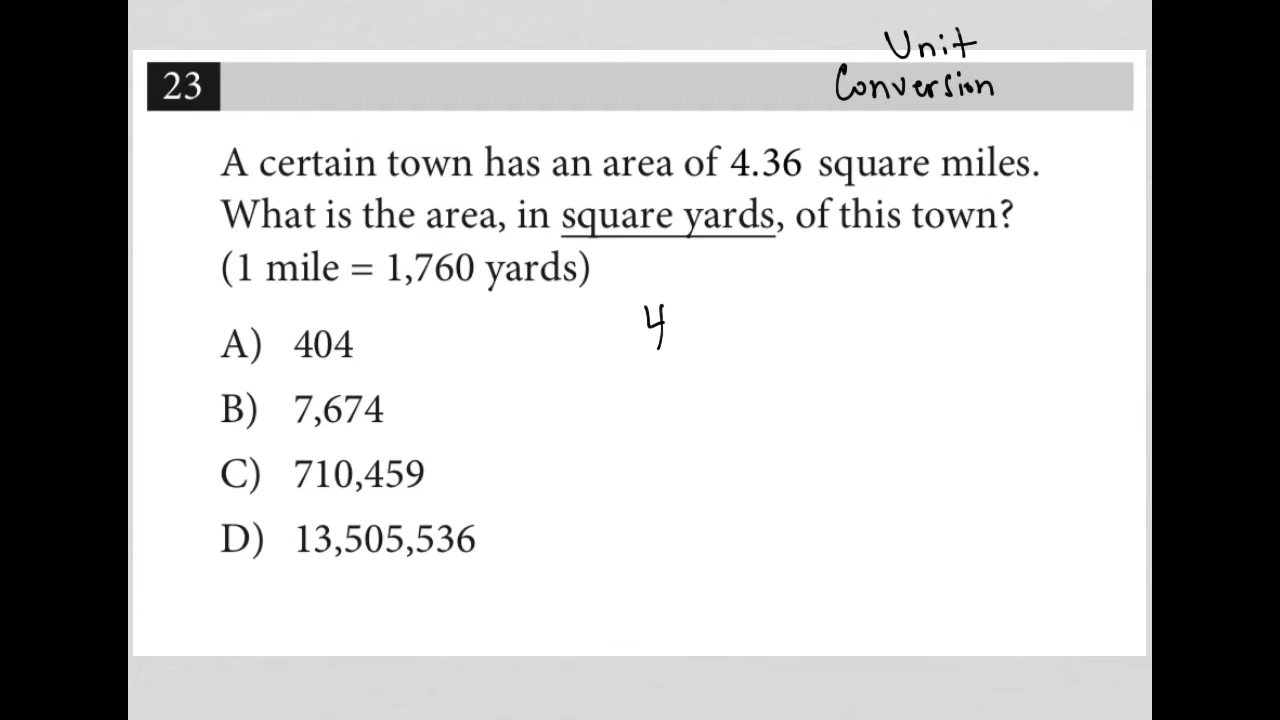 Unit
Conversion
23
A certain town has an area of 4.36 square miles.
What is the area, in square yards, of this town?
(1 mile = 1,760 yards)
4
A) 404
B) 7,674
C) 710,459
D) 13,505,536